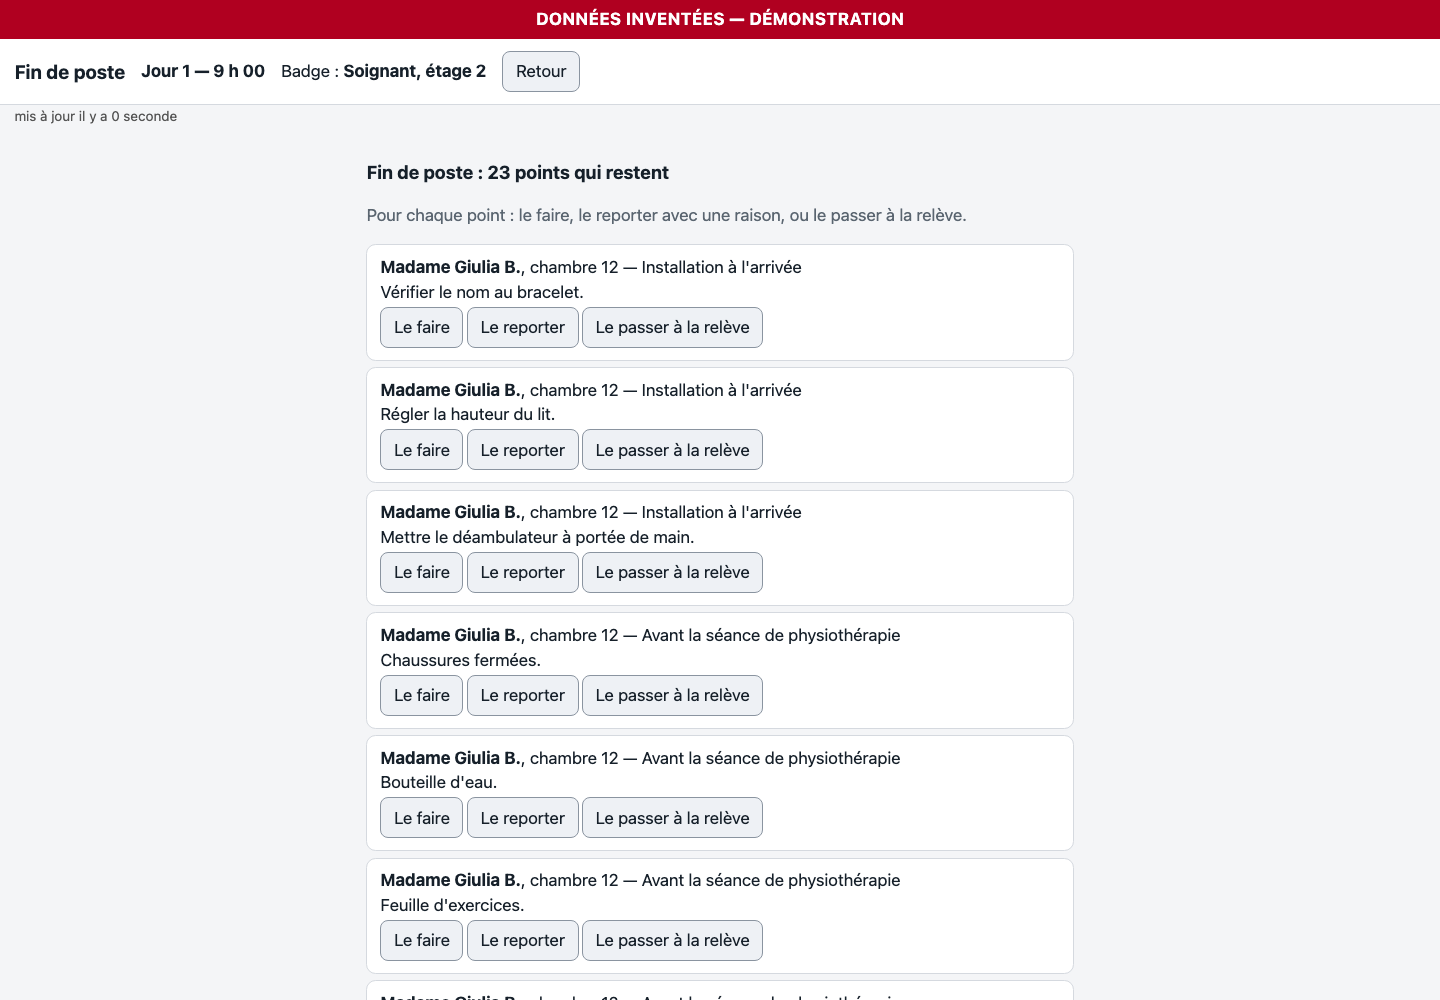 DONNÉES INVENTÉES — DÉMONSTRATION
Fin de poste Jour 1 — 9 h 00 Badge : Soignant, étage 2 Retour
mis à jour il y a 0 seconde
Fin de poste : 23 points qui restent
Pour chaque point : le faire, le reporter avec une raison, ou le passer à la relève.
Madame Giulia B., chambre 12 — Installation à l'arrivée
Vérifier le nom au bracelet.
Le faire Le reporter Le passer à la relève
Madame Giulia B., chambre 12 — Installation à l'arrivée
Régler la hauteur du lit.
Le faire Le reporter Le passer à la relève
Madame Giulia B., chambre 12 — Installation à l'arrivée
Mettre le déambulateur à portée de main.
Le faire Le reporter Le passer à la relève
Madame Giulia B., chambre 12 — Avant la séance de physiothérapie
Chaussures fermées.
Le faire Le reporter Le passer à la relève
Madame Giulia B., chambre 12 — Avant la séance de physiothérapie
Bouteille d'eau.
Le faire Le reporter Le passer à la relève
Madame Giulia B., chambre 12 — Avant la séance de physiothérapie
Feuille d'exercices.
Le faire Le reporter Le passer à la relève